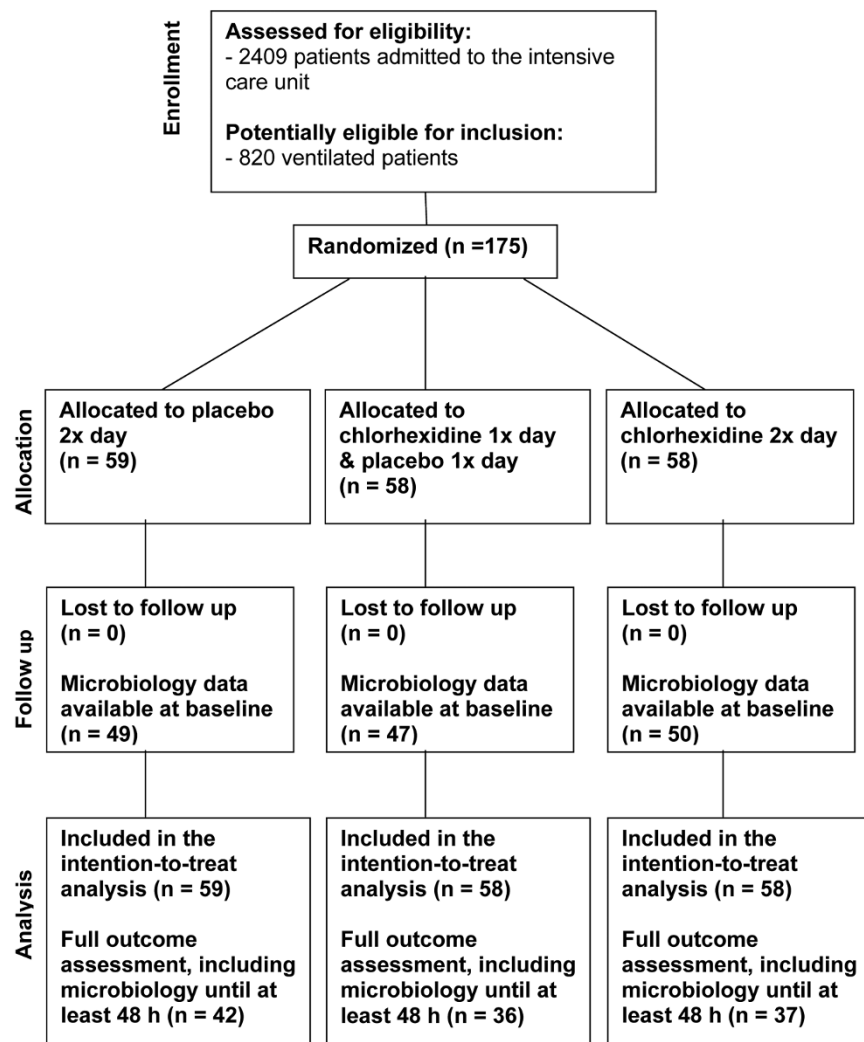 Enrollment
Assessed for eligibility:
- 2409 patients admitted to the intensive
care unit
Potentially eligible for inclusion:
- 820 ventilated patients
Randomized (n =175)
Allocation
Allocated to placebo
2x day
(n = 59)
Allocated to
chlorhexidine 1x day
& placebo 1x day
(n = 58)
Allocated to
chlorhexidine 2x day
(n = 58)
Follow up
Lost to follow up
(n = 0)
Microbiology data
available at baseline
(n = 49)
Lost to follow up
(n = 0)
Microbiology data
available at baseline
(n = 47)
Lost to follow up
(n = 0)
Microbiology data
available at baseline
(n = 50)
Analysis
Included in the
intention-to-treat
analysis (n = 59)
Full outcome
assessment, including
microbiology until at
least 48 h (n = 42)
Included in the
intention-to-treat
analysis (n = 58)
Full outcome
assessment, including
microbiology until at
least 48 h (n = 36)
Included in the
intention-to-treat
analysis (n = 58)
Full outcome
assessment, including
microbiology until at
least 48 h (n = 37)